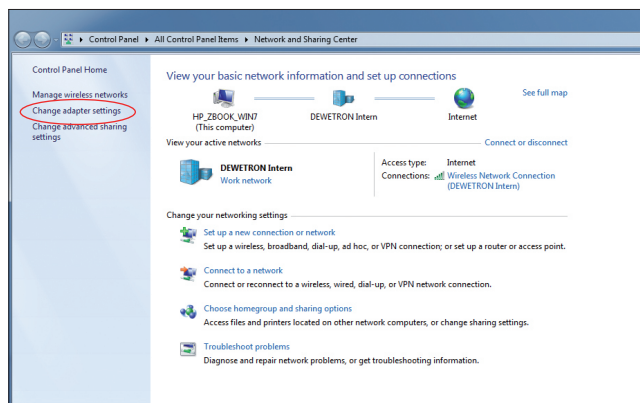 Control Panel ▸ All Control Panel Items ▸ Network and Sharing Center
Control Panel Home
Manage wireless networks
Change adapter settings
Change advanced sharing
settings
View your basic network information and set up connections
See full map
HP_ZBOOK_WIN7
(This computer)
DEWETRON Intern
Internet
View your active networks
Connect or disconnect
DEWETRON Intern
Work network
Access type: Internet
Connections: Wireless Network Connection
(DEWETRON Intern)
Change your networking settings
Set up a new connection or network
Set up a wireless, broadband, dial-up, ad hoc, or VPN connection; or set up a router or access point.
Connect to a network
Connect or reconnect to a wireless, wired, dial-up, or VPN network connection.
Choose homegroup and sharing options
Access files and printers located on other network computers, or change sharing settings.
Troubleshoot problems
Diagnose and repair network problems, or get troubleshooting information.